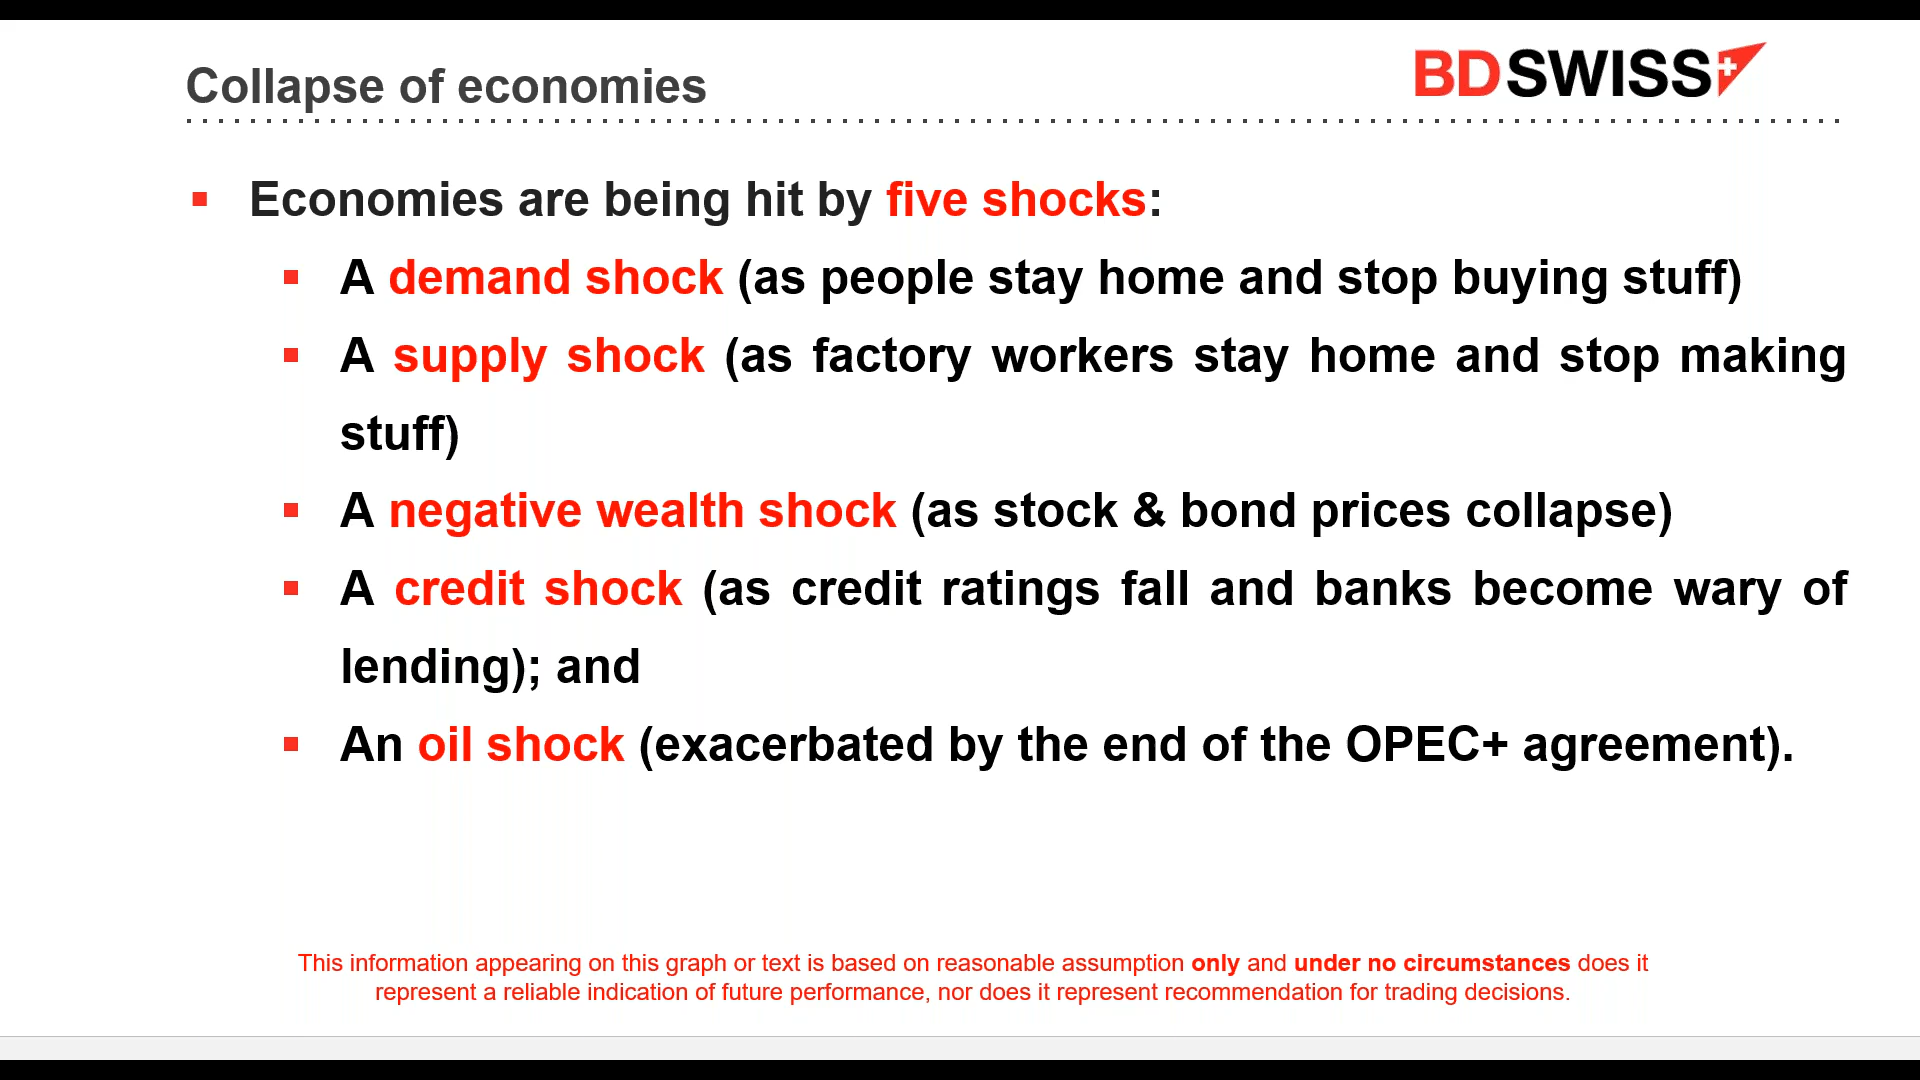 Collapse of economies
BDSWISS
Economies are being hit by five shocks:
A demand shock (as people stay home and stop buying stuff)
A supply shock (as factory workers stay home and stop making
stuff)
A negative wealth shock (as stock & bond prices collapse)
A credit shock (as credit ratings fall and banks become wary of
lending); and
An oil shock (exacerbated by the end of the OPEC+ agreement).
This information appearing on this graph or text is based on reasonable assumption only and under no circumstances does it
represent a reliable indication of future performance, nor does it represent recommendation for trading decisions.